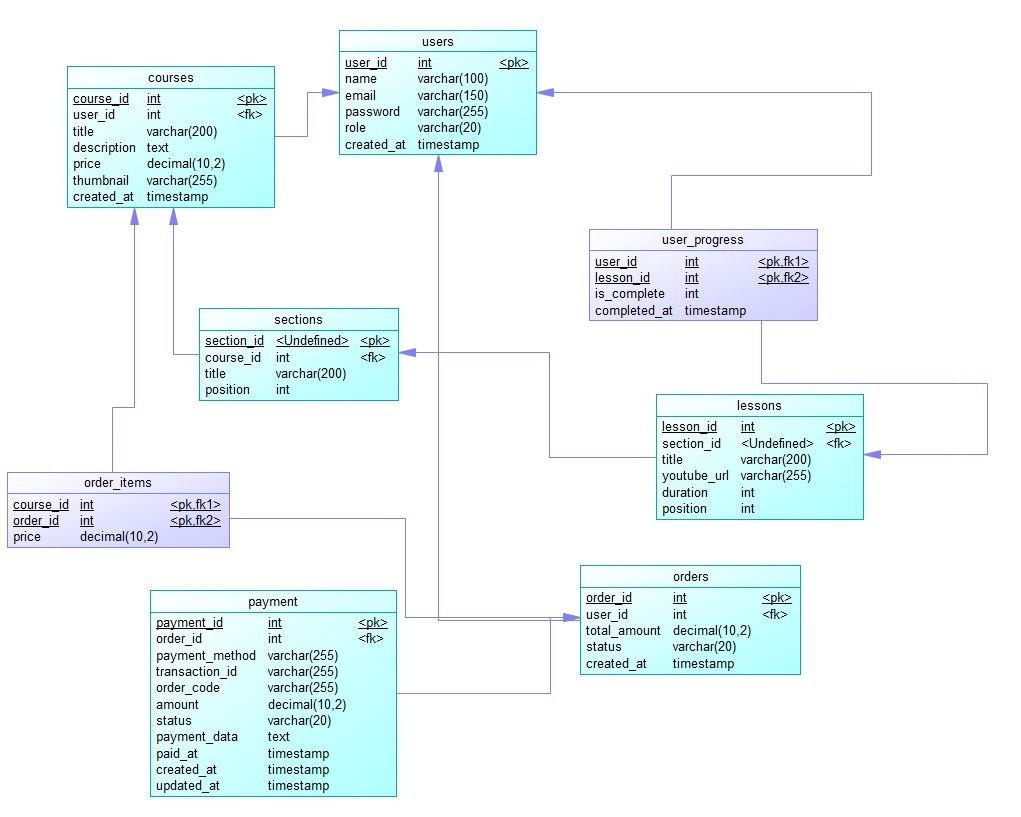 users
user_id int <pk>
name varchar(100)
email varchar(150)
password varchar(255)
role varchar(20)
created_at timestamp
courses
course_id int <pk>
user_id int <fk>
title varchar(200)
description text
price decimal(10,2)
thumbnail varchar(255)
created_at timestamp
user_progress
user_id int <pk,fk1>
lesson_id int <pk,fk2>
is_complete int
completed_at timestamp
sections
section_id <Undefined> <pk>
course_id int <fk>
title varchar(200)
position int
lessons
lesson_id int <pk>
section_id <Undefined> <fk>
title varchar(200)
youtube_url varchar(255)
duration int
position int
order_items
course_id int <pk,fk1>
order_id int <pk,fk2>
price decimal(10,2)
orders
order_id int <pk>
user_id int <fk>
total_amount decimal(10,2)
status varchar(20)
created_at timestamp
payment
payment_id int <pk>
order_id int <fk>
payment_method varchar(255)
transaction_id varchar(255)
order_code varchar(255)
amount decimal(10,2)
status varchar(20)
payment_data text
paid_at timestamp
created_at timestamp
updated_at timestamp